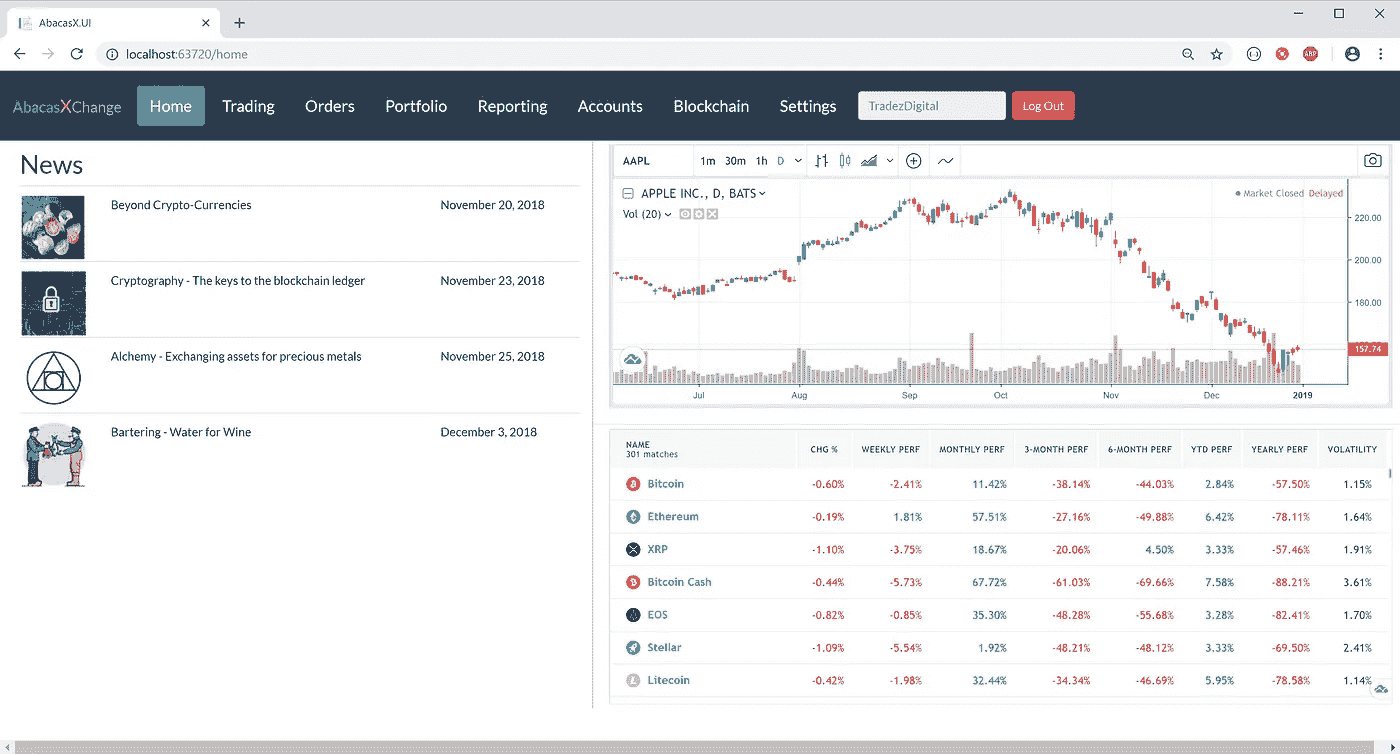 AbacasX.UI
localhost:63720/home
ABP
AbacasXChange Home Trading Orders Portfolio Reporting Accounts Blockchain Settings TradezDigital Log Out
News
Beyond Crypto-Currencies November 20, 2018
Cryptography - The keys to the blockchain ledger November 23, 2018
Alchemy - Exchanging assets for precious metals November 25, 2018
Bartering - Water for Wine December 3, 2018
AAPL 1m 30m 1h D
APPLE INC., D, BATS Market Closed Delayed
Vol (20)
220.00
200.00
180.00
157.74
Jul Aug Sep Oct Nov Dec 2019
NAME CHG % WEEKLY PERF MONTHLY PERF 3-MONTH PERF 6-MONTH PERF YTD PERF YEARLY PERF VOLATILITY
301 matches
Bitcoin -0.60% -2.41% 11.42% -38.14% -44.03% 2.84% -57.50% 1.15%
Ethereum -0.19% 1.81% 57.51% -27.16% -49.88% 6.42% -78.11% 1.64%
XRP -1.10% -3.75% 18.67% -20.06% 4.50% 3.33% -57.46% 1.91%
Bitcoin Cash -0.44% -5.73% 67.72% -61.03% -69.66% 7.58% -88.21% 3.61%
EOS -0.82% -0.85% 35.30% -48.28% -55.68% 3.28% -82.41% 1.70%
Stellar -1.09% -5.54% 1.92% -48.21% -48.12% 3.33% -69.50% 2.41%
Litecoin -0.42% -1.98% 32.44% -34.34% -46.69% 5.95% -78.58% 1.14%